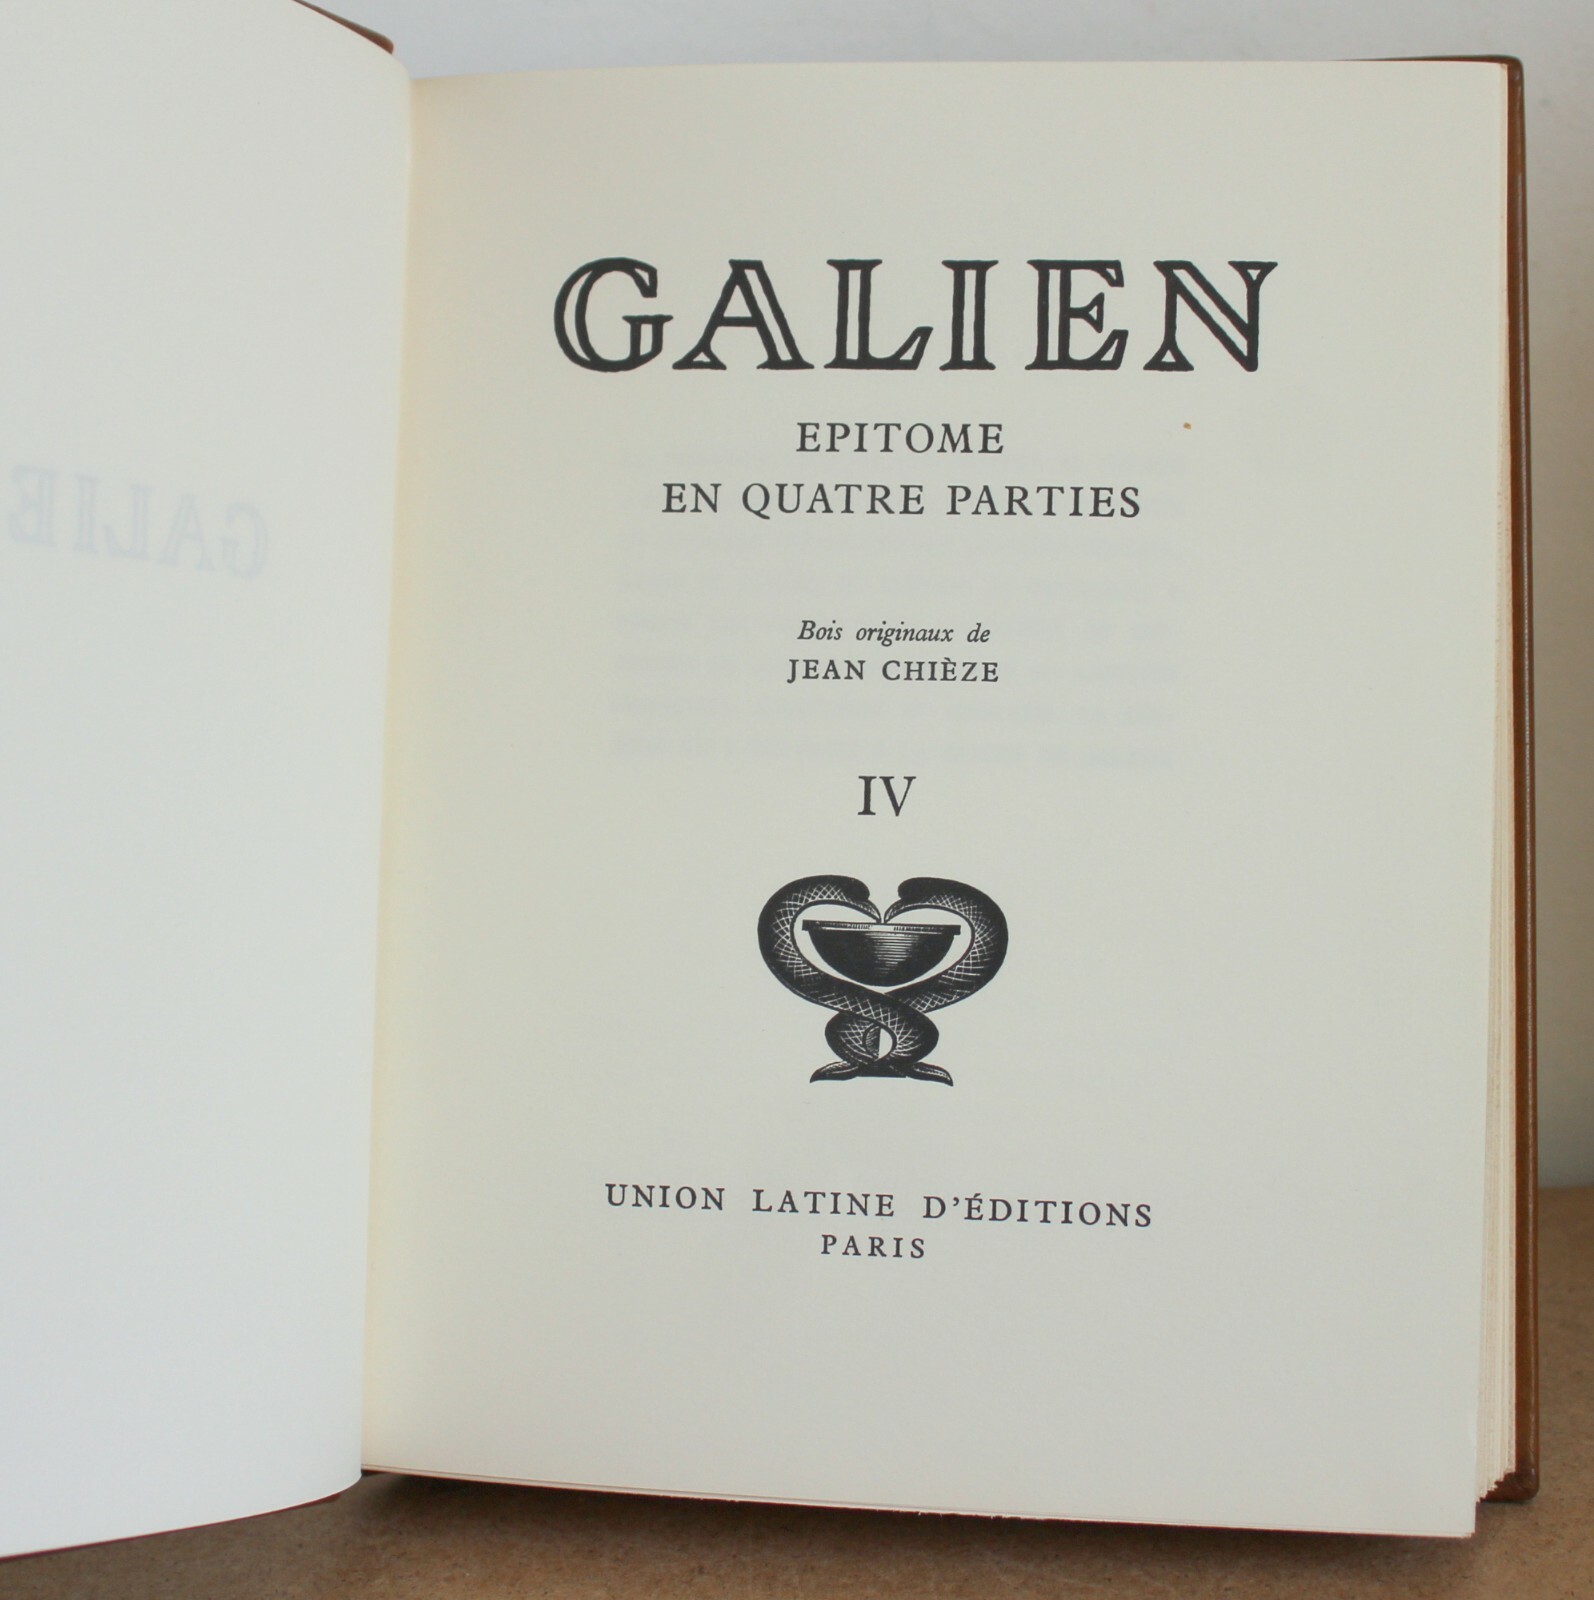 GALIEN
EPITOME
EN QUATRE PARTIES
Bois originaux de
JEAN CHIÈZE
IV
UNION LATINE D'ÉDITIONS
PARIS